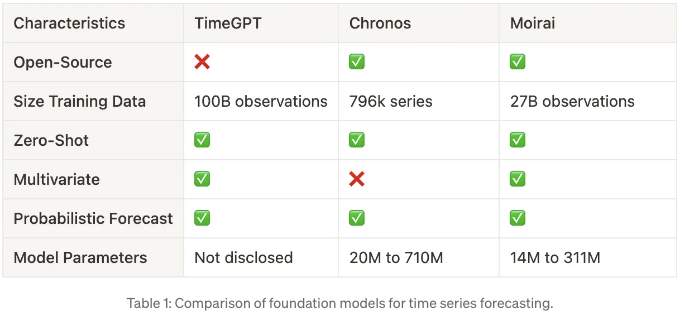 Characteristics TimeGPT Chronos Moirai
Open-Source ❌ ✅ ✅
Size Training Data 100B observations 796k series 27B observations
Zero-Shot ✅ ✅ ✅
Multivariate ✅ ❌ ✅
Probabilistic Forecast ✅ ✅ ✅
Model Parameters Not disclosed 20M to 710M 14M to 311M
Table 1: Comparison of foundation models for time series forecasting.